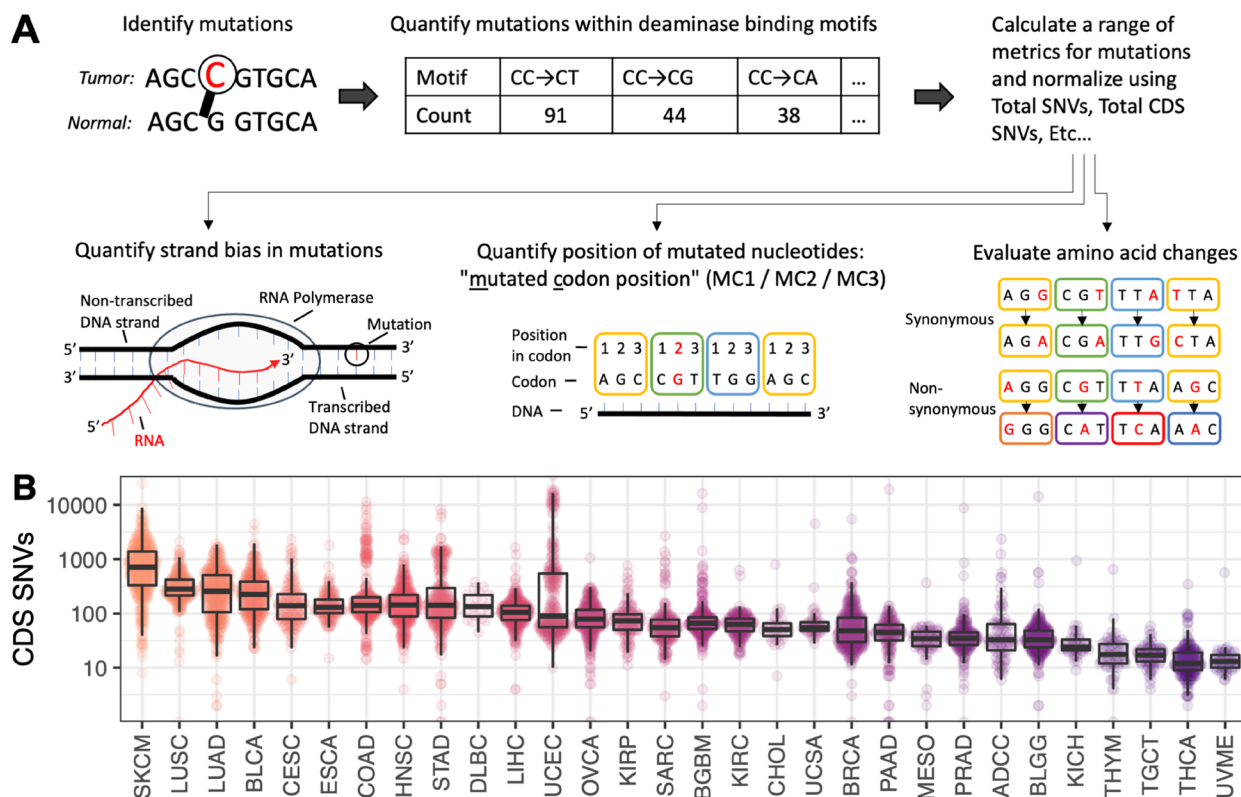 A
Identify mutations
Tumor: AGC C GTGCA
Normal: AGC G GTGCA
Quantify mutations within deaminase binding motifs
Motif CC→CT CC→CG CC→CA ...
Count 91 44 38 ...
Calculate a range of
metrics for mutations
and normalize using
Total SNVs, Total CDS
SNVs, Etc...
Quantify strand bias in mutations
Non-transcribed
DNA strand
RNA Polymerase
Mutation
5’ 3’
3’
3’ 5’
Transcribed
DNA strand
5’
RNA
Quantify position of mutated nucleotides:
"mutated codon position" (MC1 / MC2 / MC3)
Position
in codon
1 2 3 1 2 3 1 2 3 1 2 3
Codon
A G C C G T T G G A G C
DNA 5’ 3’
Evaluate amino acid changes
Synonymous
A G G C G T T T A T T A
A G A C G A T T G C T A
Non-
synonymous
A G G C G T T T A A G C
G G G C A T T C A A A C
B
CDS SNVs
10000
1000
100
10
SKCM
LUSC
LUAD
BLCA
CESC
ESCA
COAD
HNSC
STAD
DLBC
LIHC
UCEC
OVCA
KIRP
SARC
BGBM
KIRC
CHOL
UCSA
BRCA
PAAD
MESO
PRAD
ADCC
BLGG
KICH
THYM
TGCT
THCA
UVME